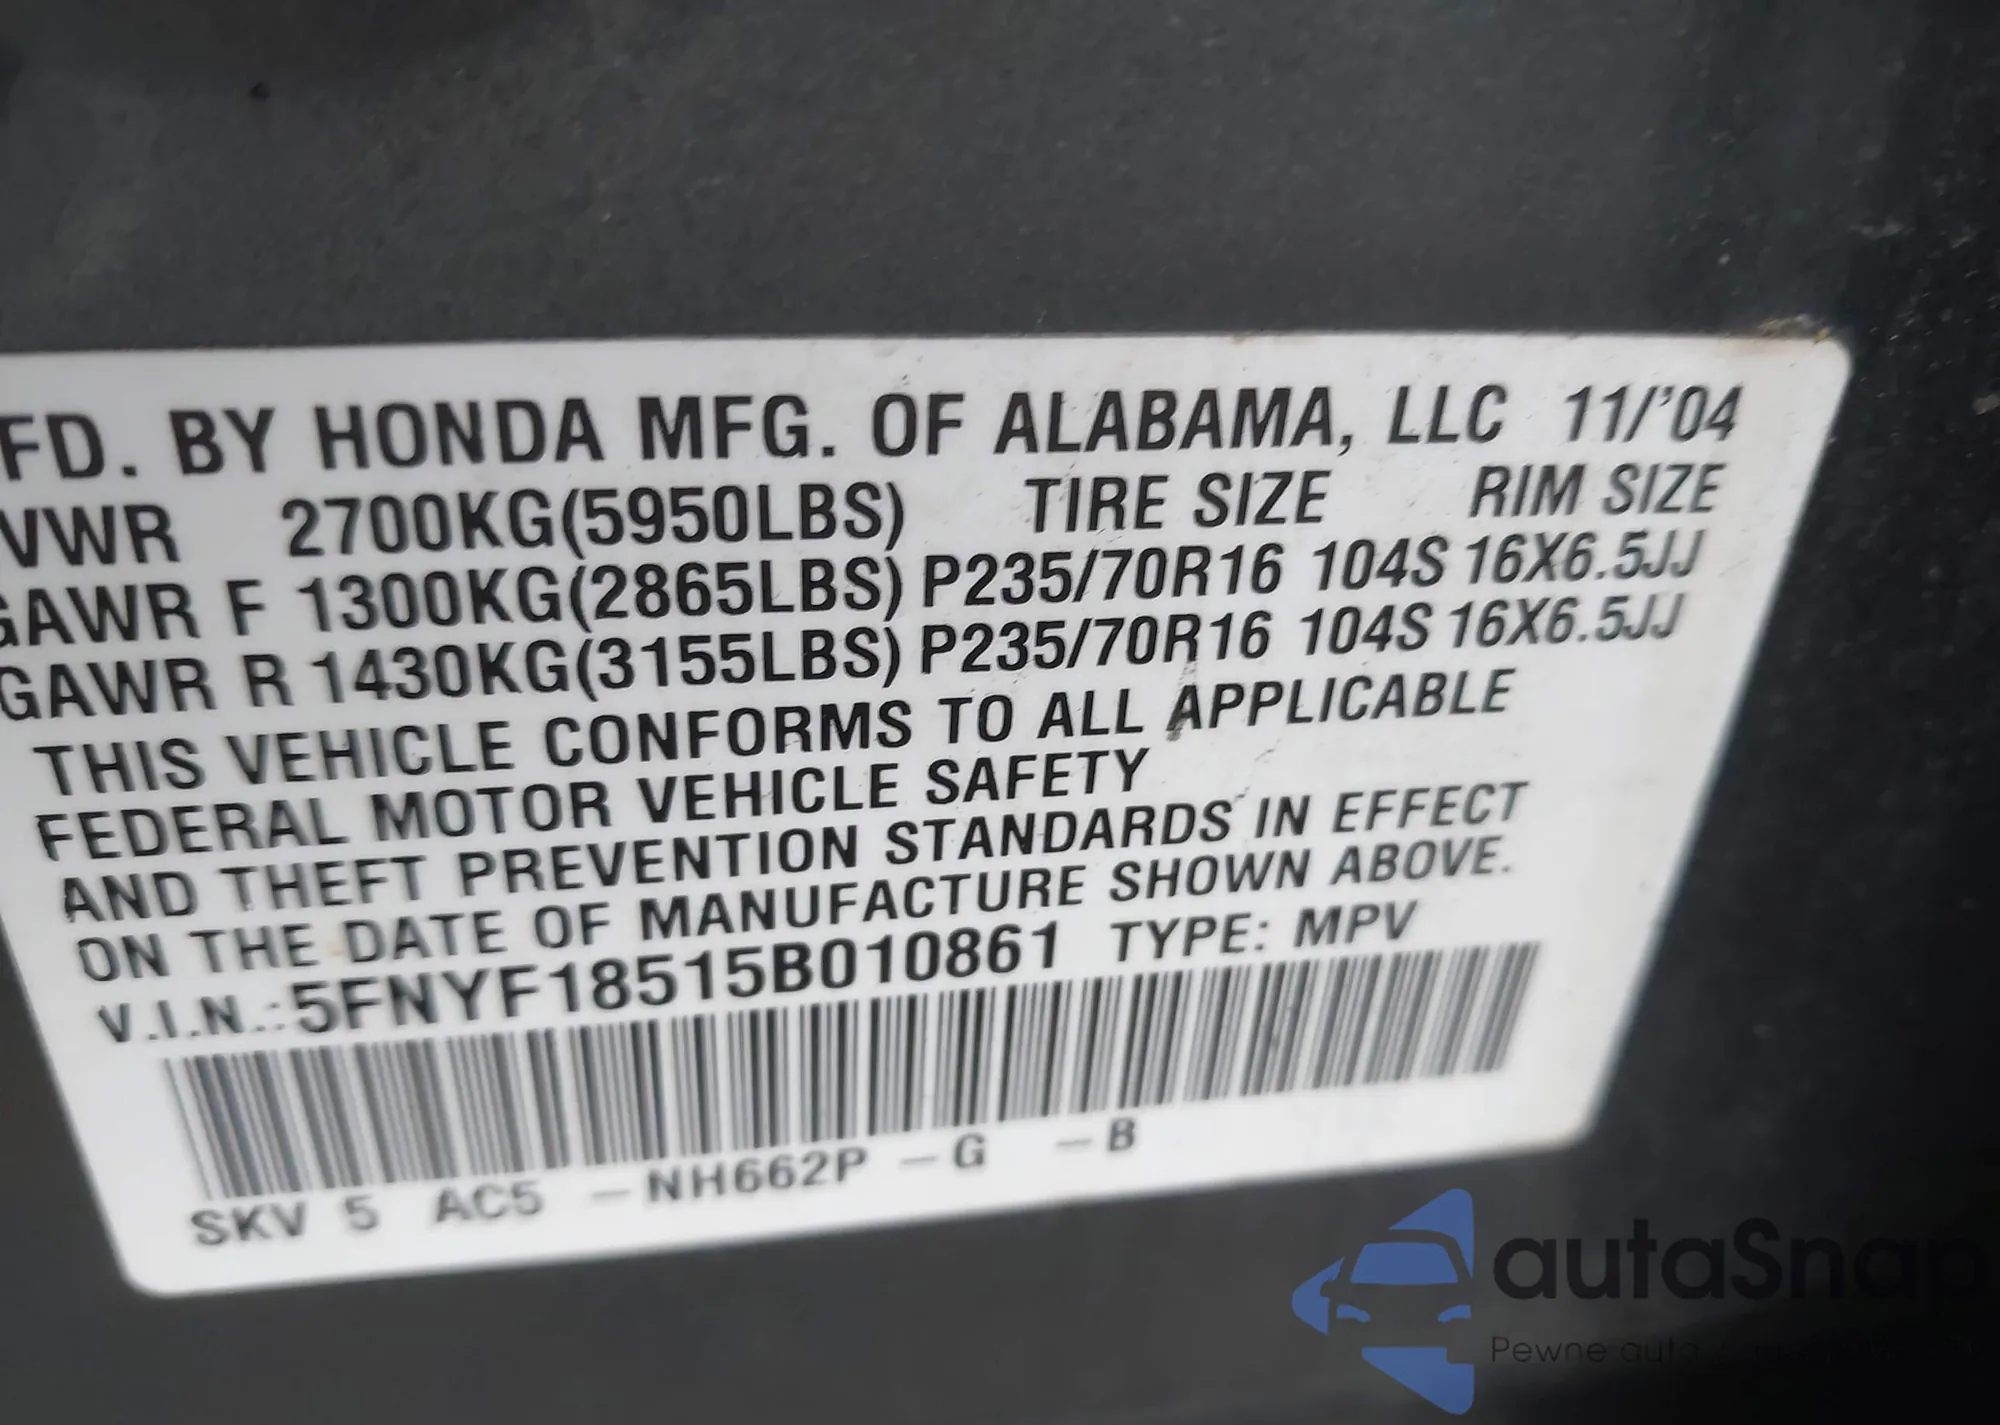 FD. BY HONDA MFG. OF ALABAMA, LLC 11/'04
VWR 2700KG(5950LBS) TIRE SIZE RIM SIZE
GAWR F 1300KG(2865LBS) P235/70R16 104S 16X6.5JJ
GAWR R 1430KG(3155LBS) P235/70R16 104S 16X6.5JJ
THIS VEHICLE CONFORMS TO ALL APPLICABLE
FEDERAL MOTOR VEHICLE SAFETY
AND THEFT PREVENTION STANDARDS IN EFFECT
ON THE DATE OF MANUFACTURE SHOWN ABOVE.
V.I.N.: 5FNYF18515B010861 TYPE: MPV
SKV 5 AC5 -NH662P -G -B
autaSnap
Pewne auta